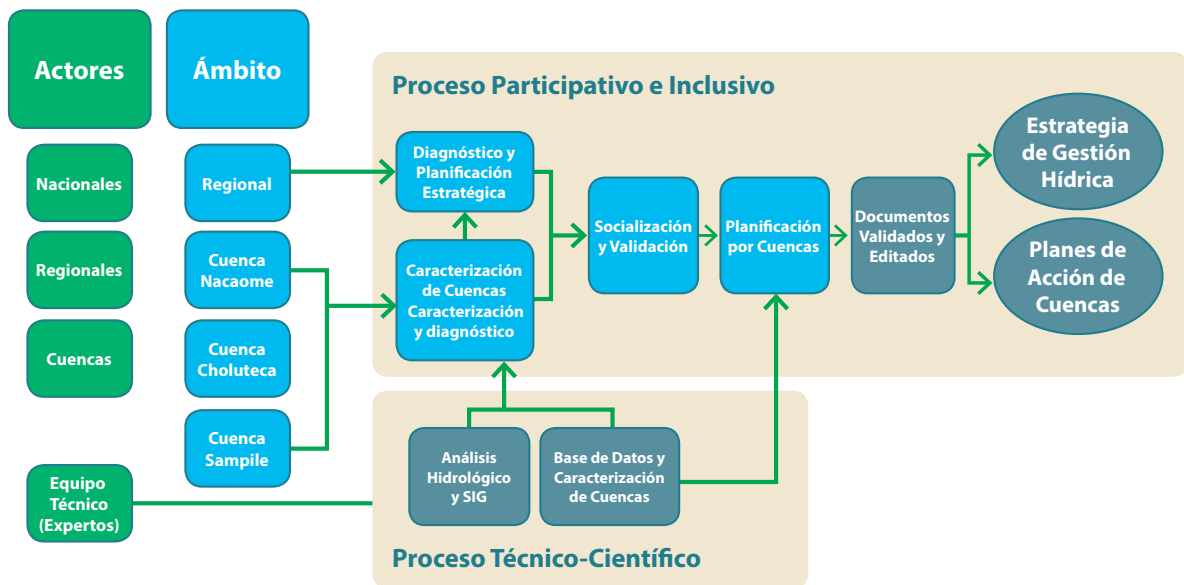 Actores
Ámbito
Nacionales
Regionales
Cuencas
Equipo
Técnico
(Expertos)
Regional
Cuenca
Nacaome
Cuenca
Choluteca
Cuenca
Sampile
Proceso Participativo e Inclusivo
Diagnóstico y
Planificación
Estratégica
Caracterización
de Cuencas
Caracterización
y diagnóstico
Socialización
y Validación
Planificación
por Cuencas
Documentos
Validados y
Editados
Estrategia
de Gestión
Hídrica
Planes de
Acción de
Cuencas
Análisis
Hidrológico
y SIG
Base de Datos y
Caracterización
de Cuencas
Proceso Técnico-Científico